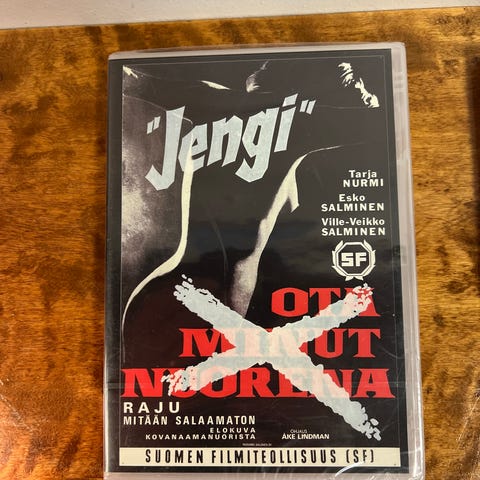 "Jengi"
Tarja
NURMI
Esko
SALMINEN
Ville-Veikko
SALMINEN
SF
OTA
MINUT
NUORENA
RAJU
MITÄÄN SALAAMATON
ELOKUVA
KOVANAAMANUORISTA
OHJAUS
ÅKE LINDMAN
SUOMEN FILMITEOLLISUUS (SF)